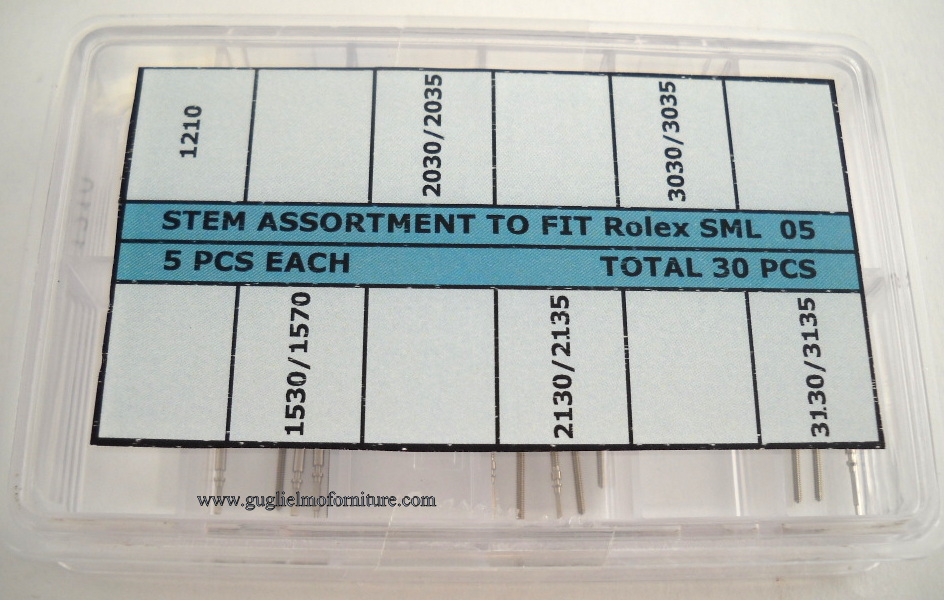 1210
2030/2035
3030/3035
STEM ASSORTMENT TO FIT Rolex SML 05
5 PCS EACH TOTAL 30 PCS
1530/1570
2130/2135
3130/3135
www.guglielmoforniture.com